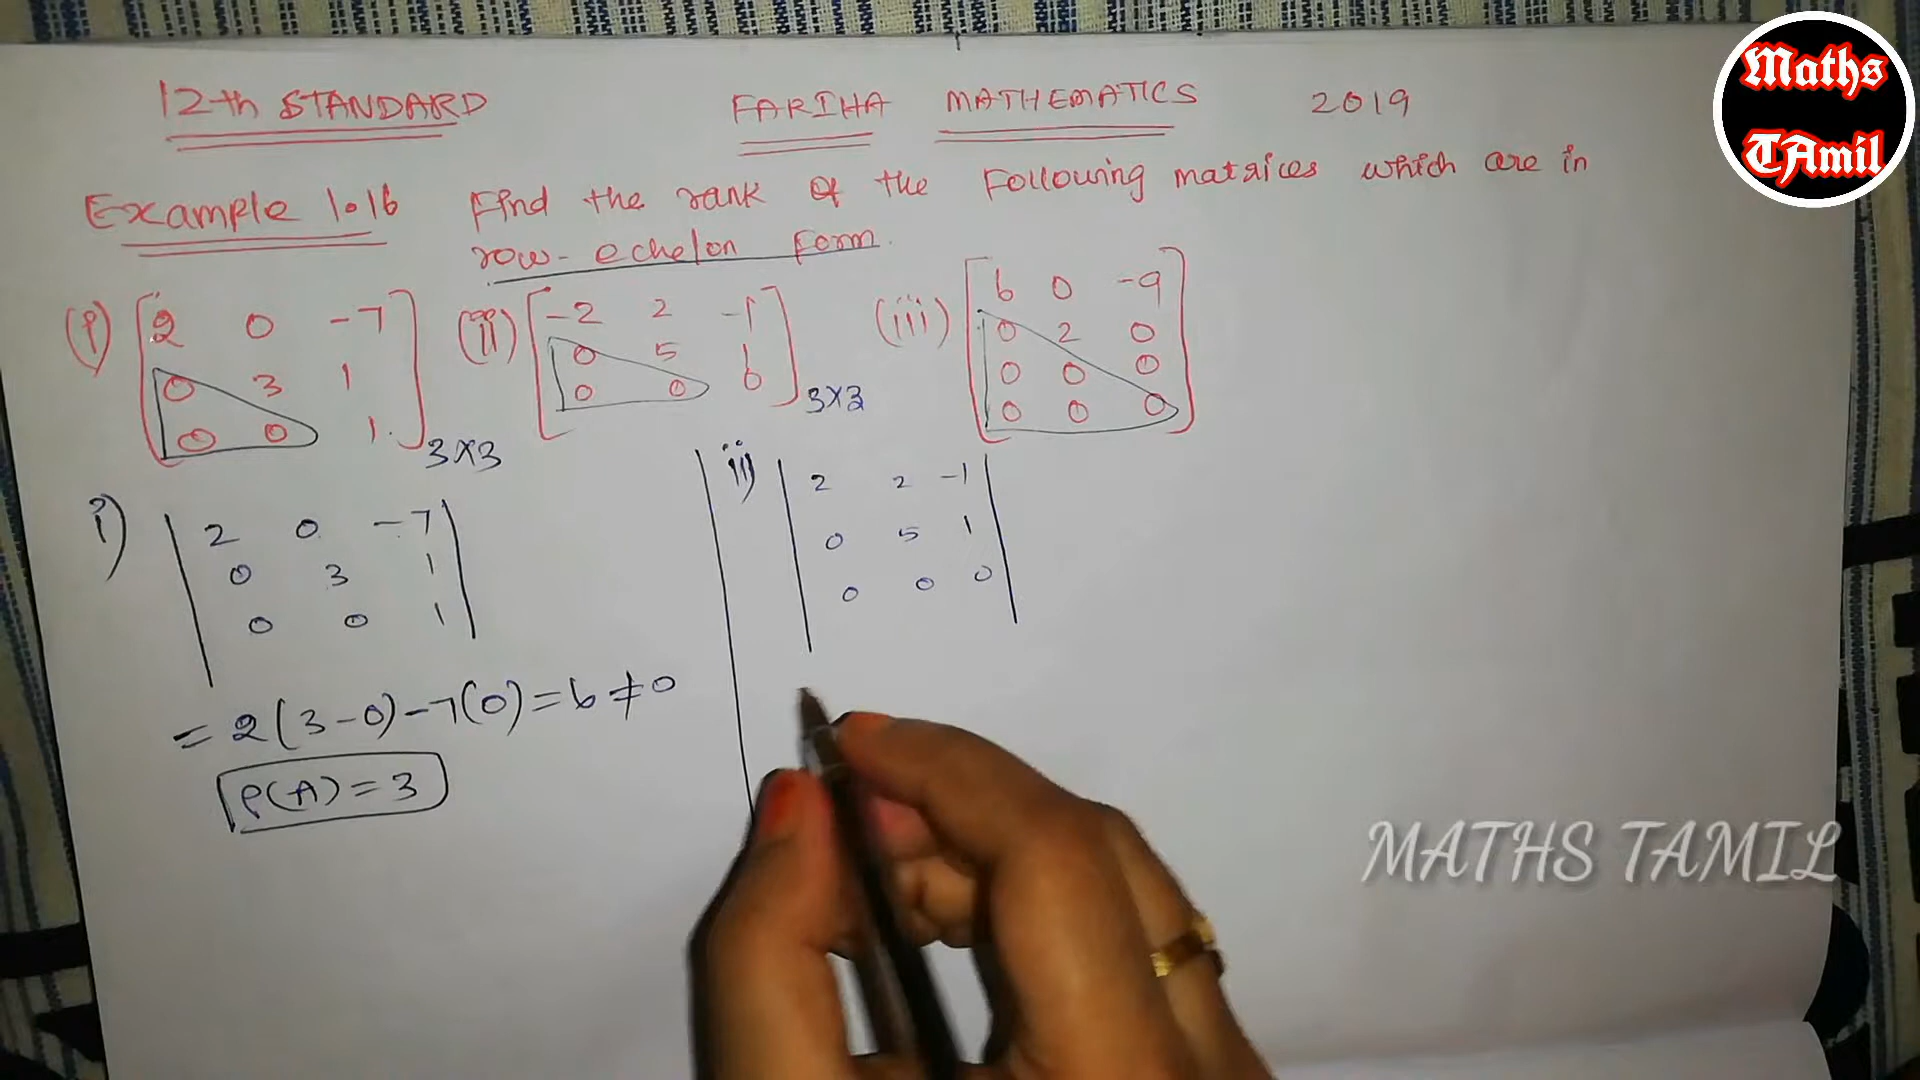 Maths
TAmil
12-th STANDARD FARIHA MATHEMATICS 2019
Example 1.16 Find the rank of the following matrices which are in
row-echelon form.
(i) 2 0 -7
0 3 1
0 0 1
3x3
(ii) -2 2 -1
0 5 1
0 0 6
3x3
(iii) 6 0 -9
0 2 0
0 0 0
0 0 0
i) 2 0 -7
0 3 1
0 0 1
= 2(3-0)-7(0)=6≠0
ρ(A)=3
ii) 2 2 -1
0 5 1
0 0 0
MATHS TAMIL